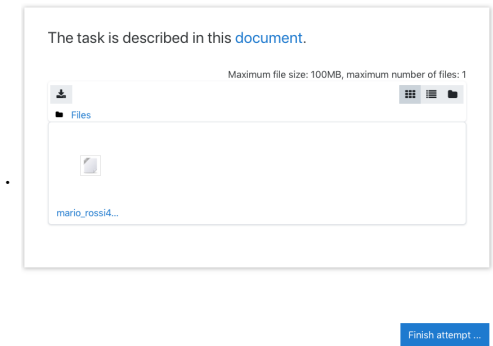 The task is described in this document.
Maximum file size: 100MB, maximum number of files: 1
Files
mario_rossi4...
Finish attempt ...